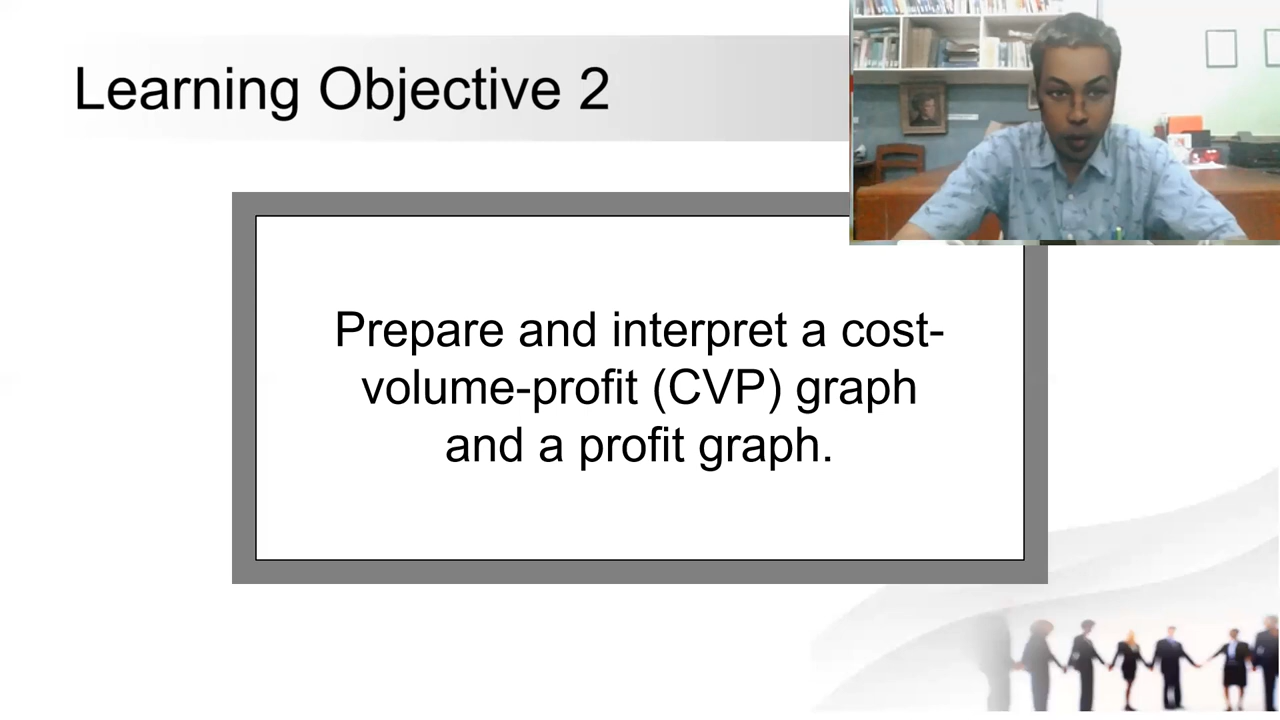 Learning Objective 2
Prepare and interpret a cost-
volume-profit (CVP) graph
and a profit graph.